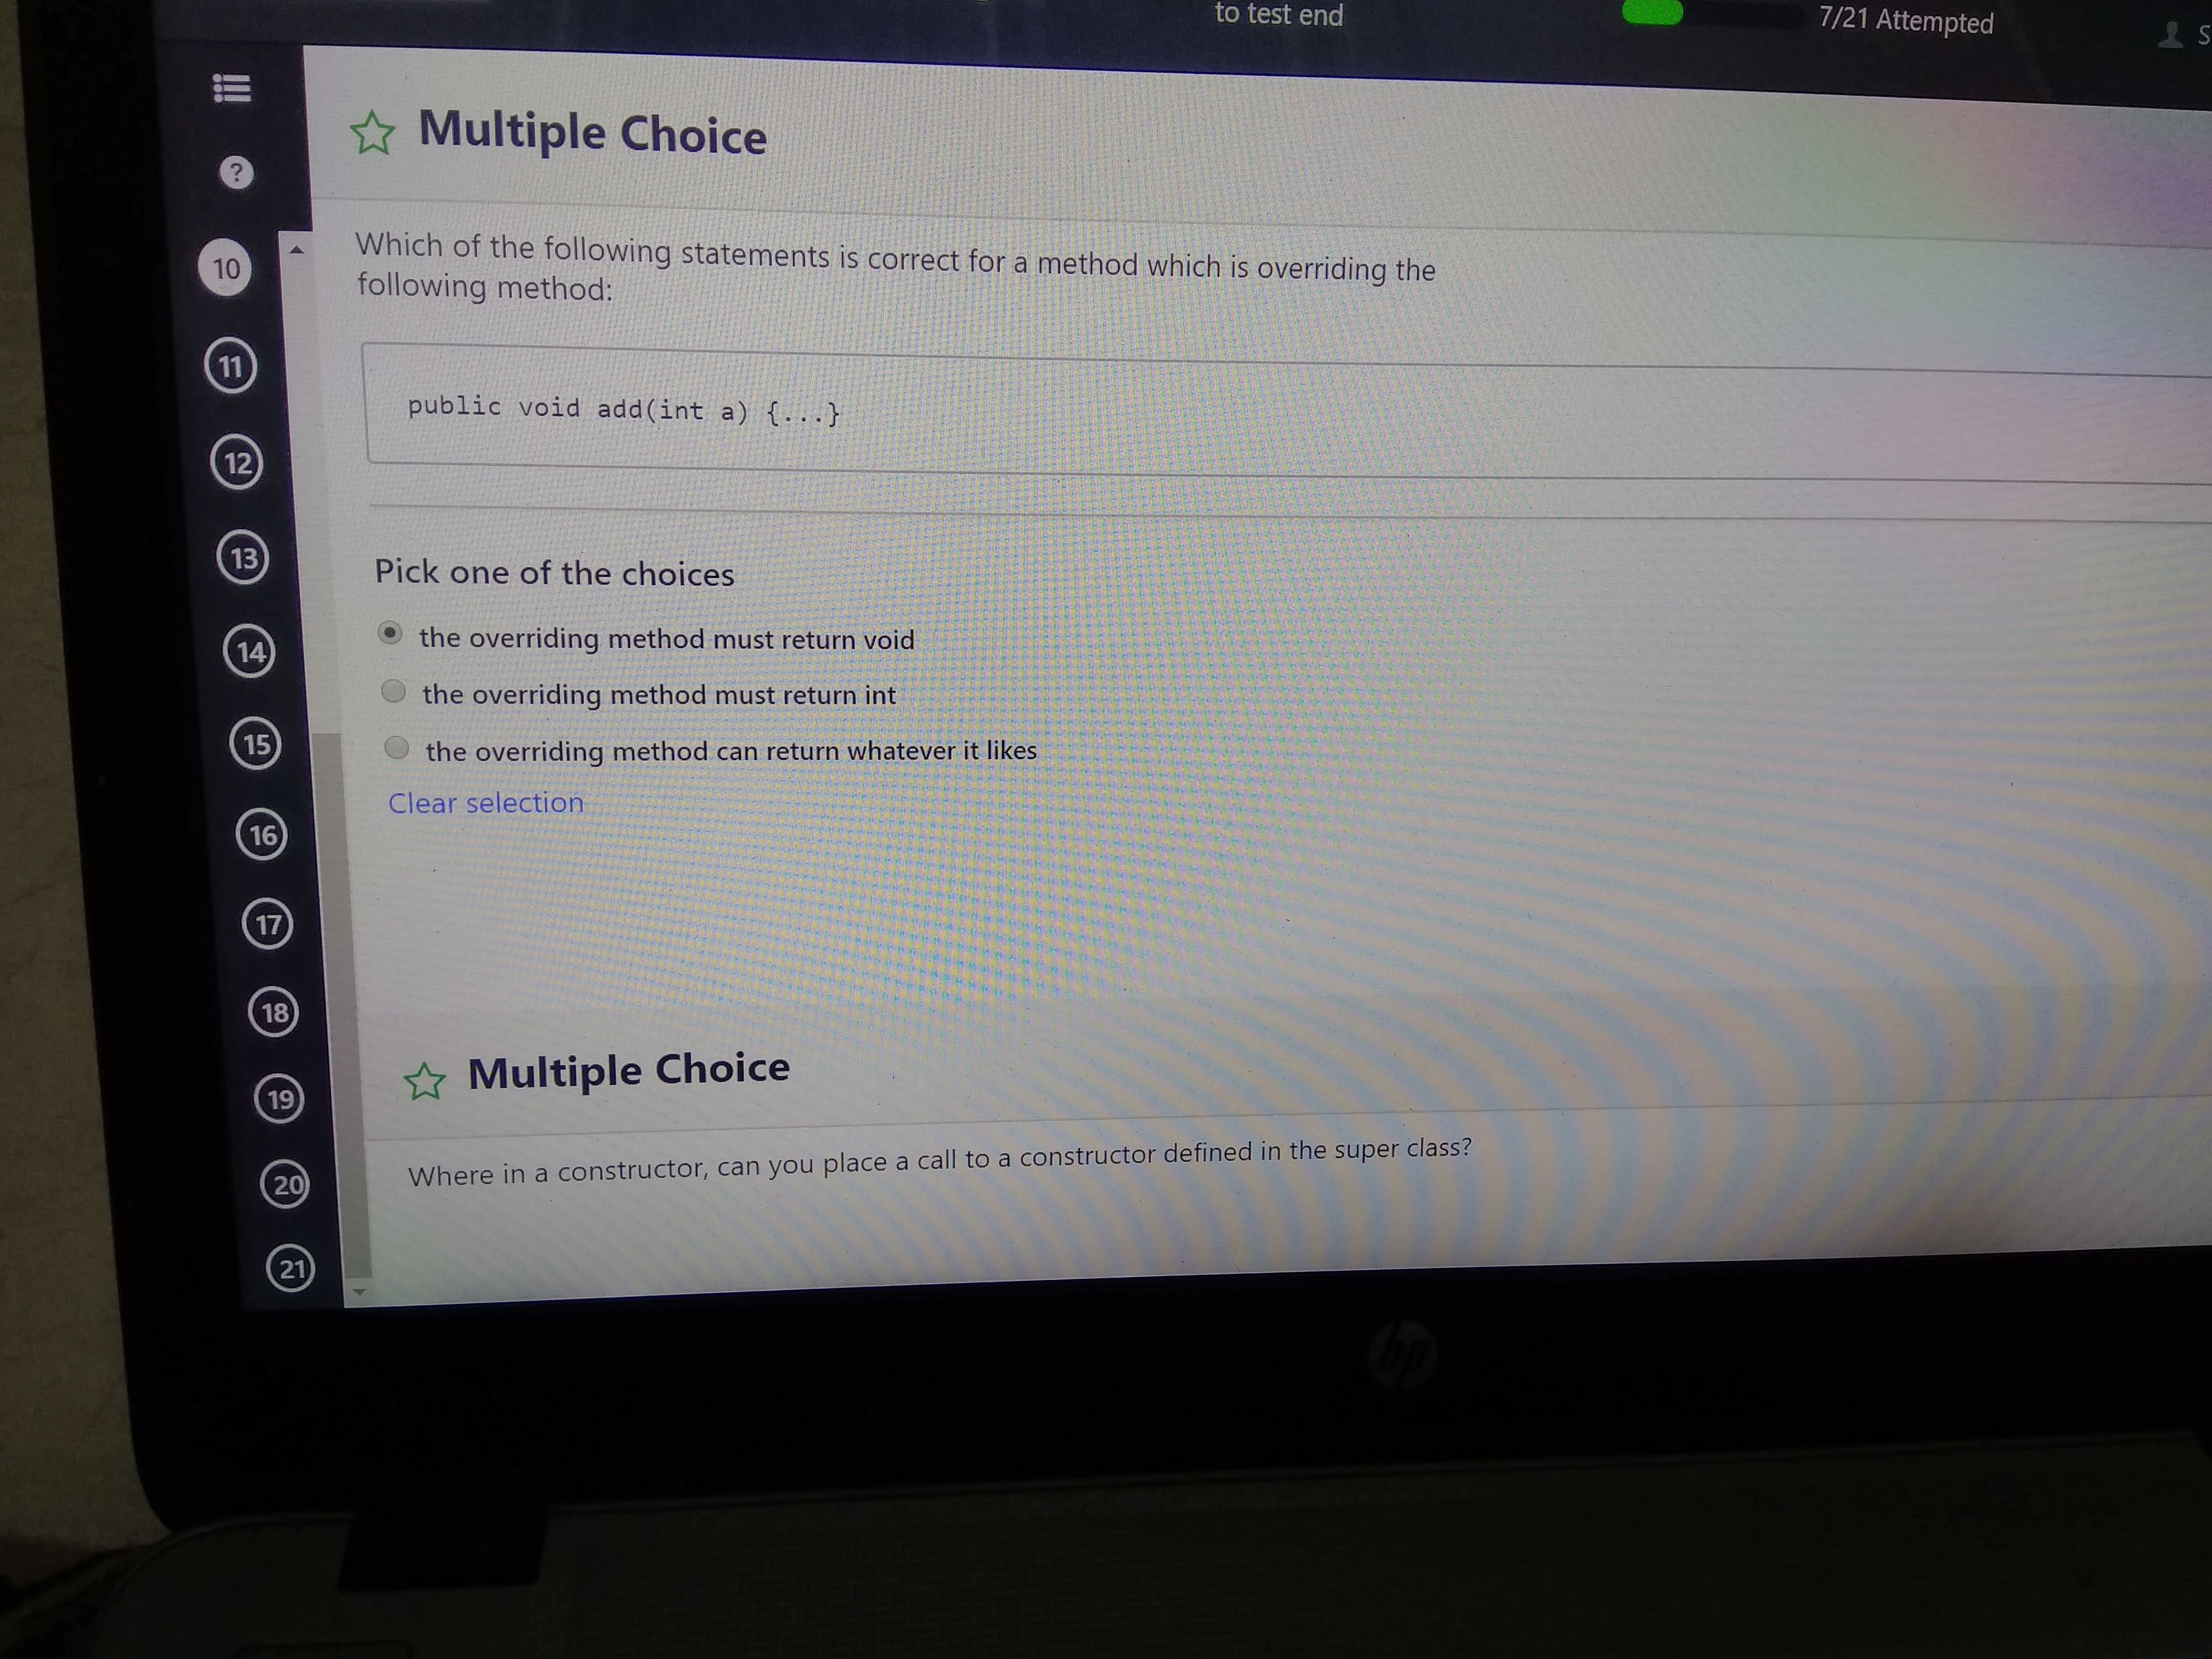 to test end
7/21 Attempted
S
?
Multiple Choice
10
11
12
13
14
15
16
17
18
19
20
21
Which of the following statements is correct for a method which is overriding the
following method:
public void add(int a) {...}
Pick one of the choices
the overriding method must return void
the overriding method must return int
the overriding method can return whatever it likes
Clear selection
Multiple Choice
Where in a constructor, can you place a call to a constructor defined in the super class?
hp